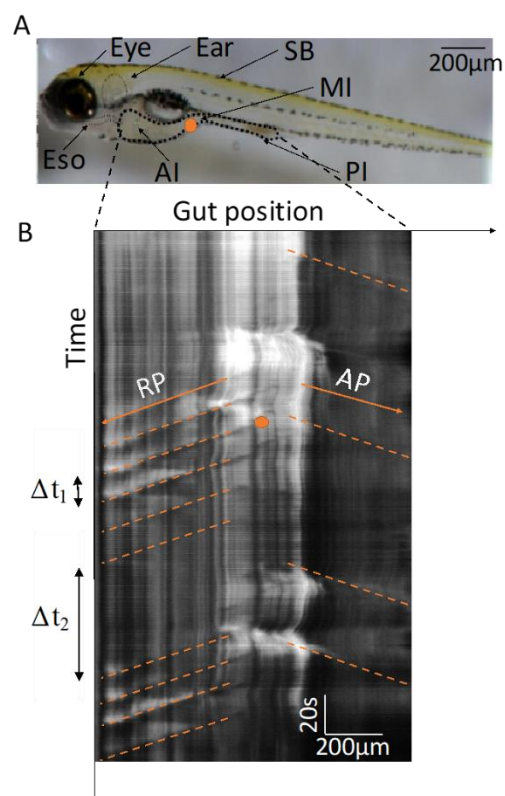 A
Eye
Ear
SB
200μm
MI
Eso
AI
PI
Gut position
B
Time
RP
AP
Δt₁
Δt₂
20s
200μm